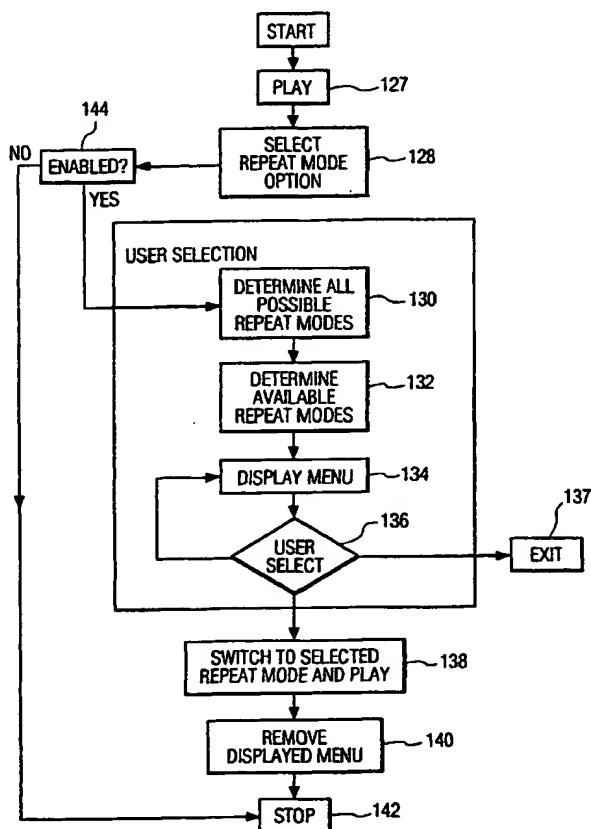 START
PLAY
127
144
SELECT
REPEAT MODE
OPTION
128
NO
ENABLED?
YES
USER SELECTION
DETERMINE ALL
POSSIBLE
REPEAT MODES
130
DETERMINE
AVAILABLE
REPEAT MODES
132
DISPLAY MENU
134
136
USER
SELECT
137
EXIT
SWITCH TO SELECTED
REPEAT MODE AND PLAY
138
REMOVE
DISPLAYED MENU
140
STOP
142